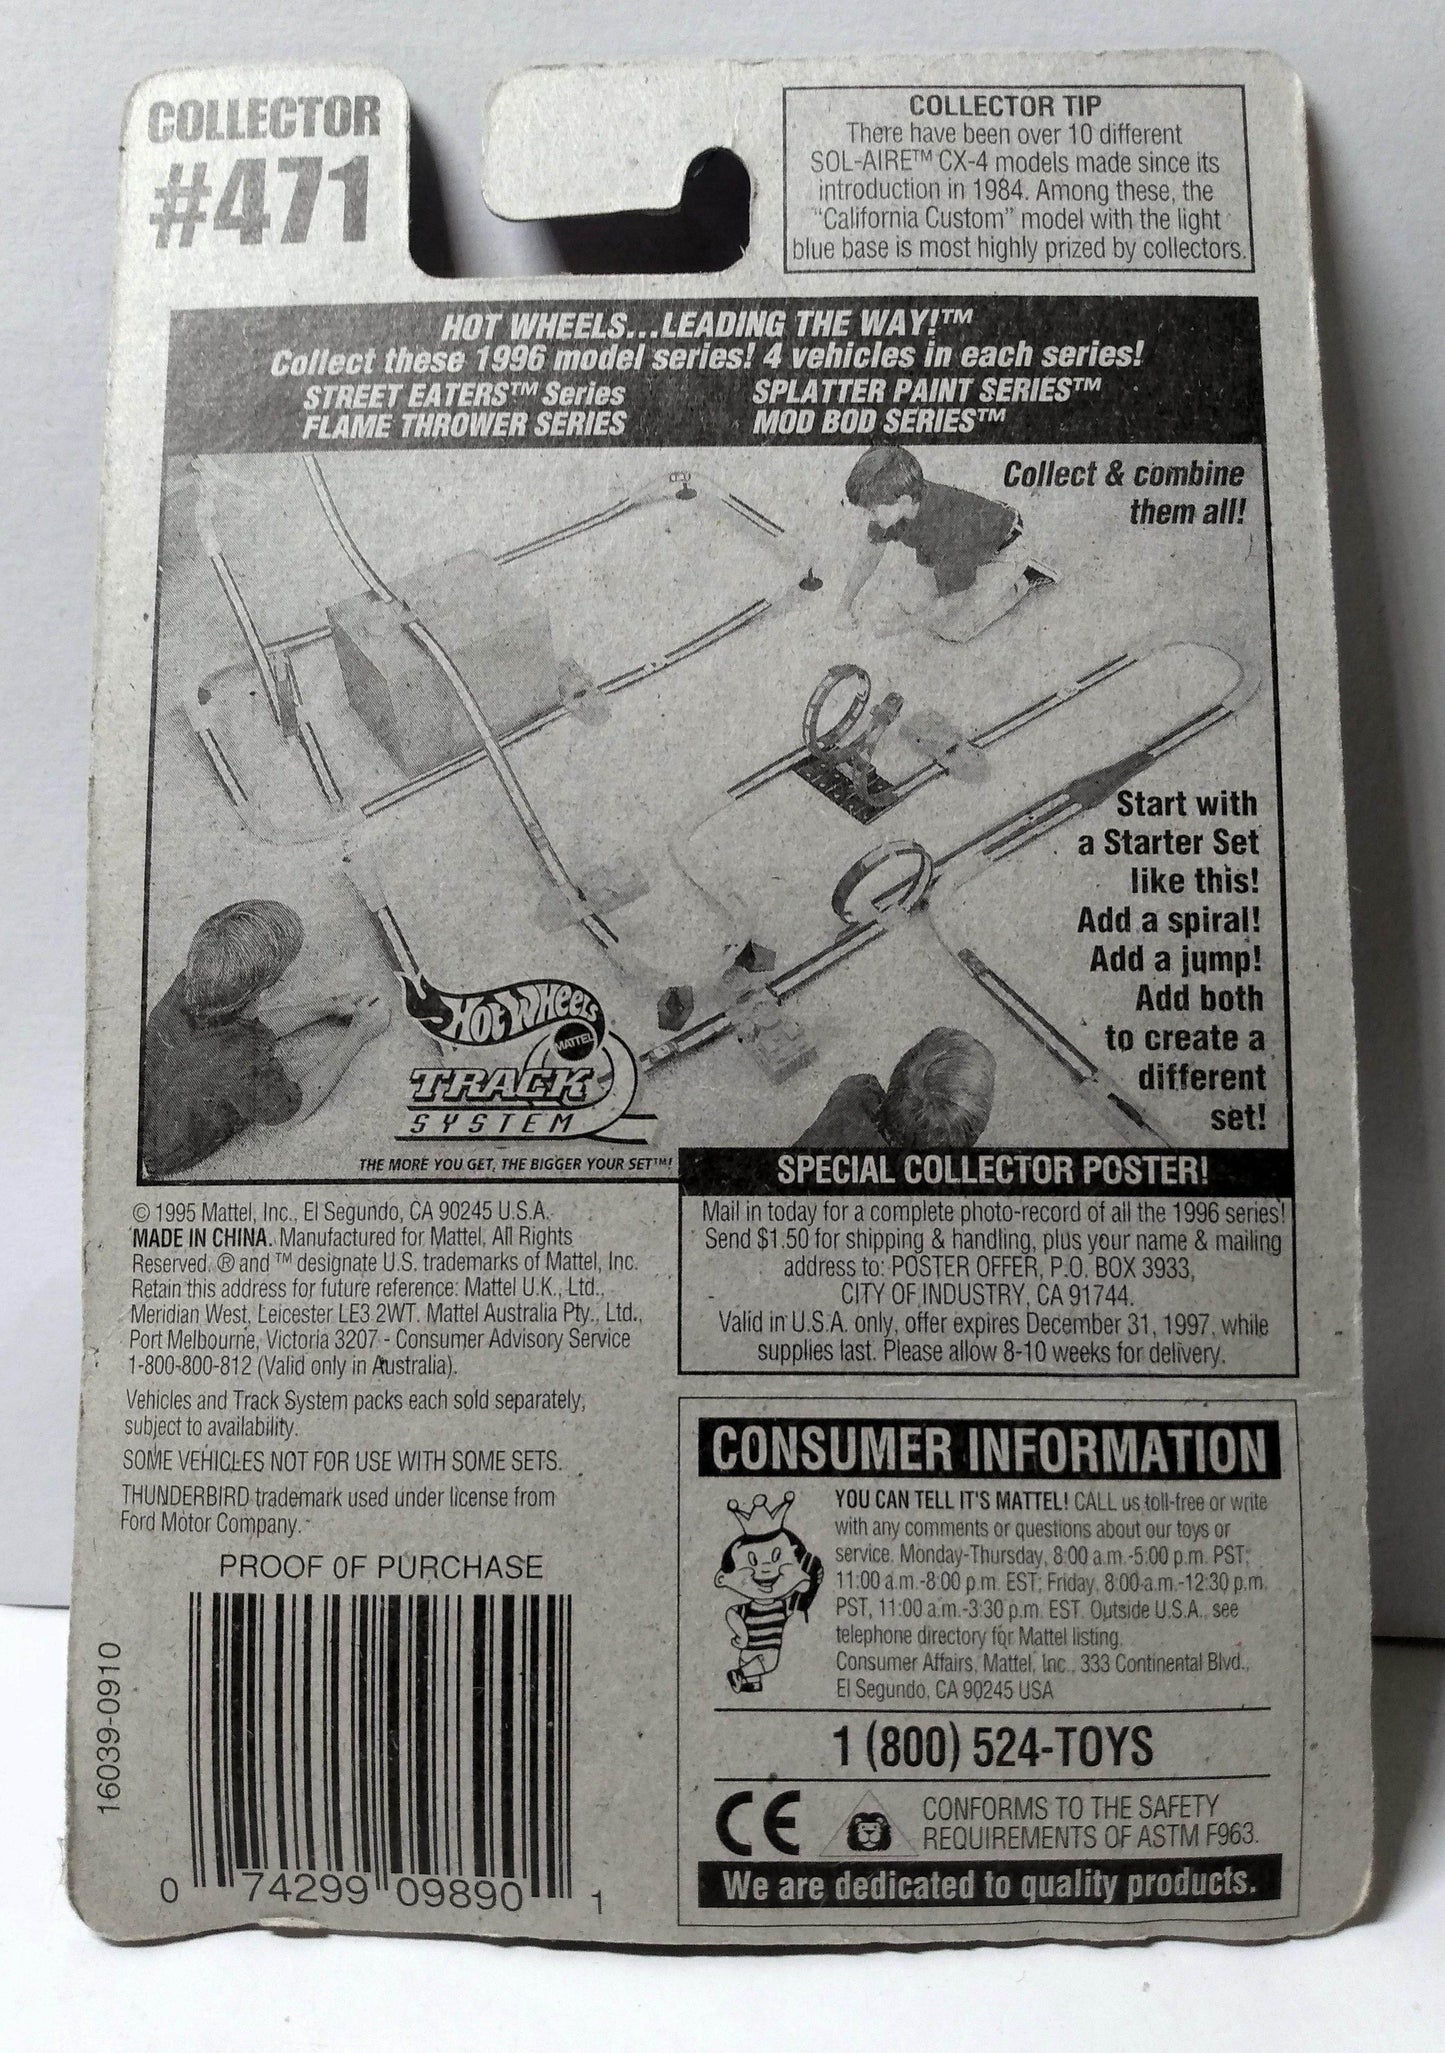 COLLECTOR
#471
COLLECTOR TIP
There have been over 10 different
SOL-AIRE™ CX-4 models made since its
introduction in 1984. Among these, the
"California Custom" model with the light
blue base is most highly prized by collectors.
HOT WHEELS...LEADING THE WAY!™
Collect these 1996 model series! 4 vehicles in each series!
STREET EATERS™ Series
SPLATTER PAINT SERIES™
FLAME THROWER SERIES
MOD BOD SERIES™
Collect & combine
them all!
Start with
a Starter Set
like this!
Add a spiral!
Add a jump!
Add both
to create a
different
set!
HOT WHEELS
MATTEL
TRACK
SYSTEM
THE MORE YOU GET, THE BIGGER YOUR SET™!
© 1995 Mattel, Inc., El Segundo, CA 90245 U.S.A.
MADE IN CHINA. Manufactured for Mattel, All Rights
Reserved. ® and ™ designate U.S. trademarks of Mattel, Inc.
Retain this address for future reference: Mattel U.K., Ltd.,
Meridian West, Leicester LE3 2WT. Mattel Australia Pty., Ltd.,
Port Melbourne, Victoria 3207 - Consumer Advisory Service
1-800-800-812 (Valid only in Australia).
Vehicles and Track System packs each sold separately,
subject to availability.
SOME VEHICLES NOT FOR USE WITH SOME SETS.
THUNDERBIRD trademark used under license from
Ford Motor Company.
PROOF OF PURCHASE
16039-0910
0 74299 09890 1
SPECIAL COLLECTOR POSTER!
Mail in today for a complete photo-record of all the 1996 series!
Send $1.50 for shipping & handling, plus your name & mailing
address to: POSTER OFFER, P.O. BOX 3933,
CITY OF INDUSTRY, CA 91744.
Valid in U.S.A. only, offer expires December 31, 1997, while
supplies last. Please allow 8-10 weeks for delivery.
CONSUMER INFORMATION
YOU CAN TELL IT'S MATTEL! CALL us toll-free or write
with any comments or questions about our toys or
service. Monday-Thursday, 8:00 a.m.-5:00 p.m. PST;
11:00 a.m.-8:00 p.m. EST; Friday, 8:00-a.m.-12:30 p.m.
PST, 11:00 a.m.-3:30 p.m. EST. Outside U.S.A., see
telephone directory for Mattel listing.
Consumer Affairs, Mattel, Inc., 333 Continental Blvd.,
El Segundo, CA 90245 USA
1 (800) 524-TOYS
CE
CONFORMS TO THE SAFETY
REQUIREMENTS OF ASTM F963.
We are dedicated to quality products.